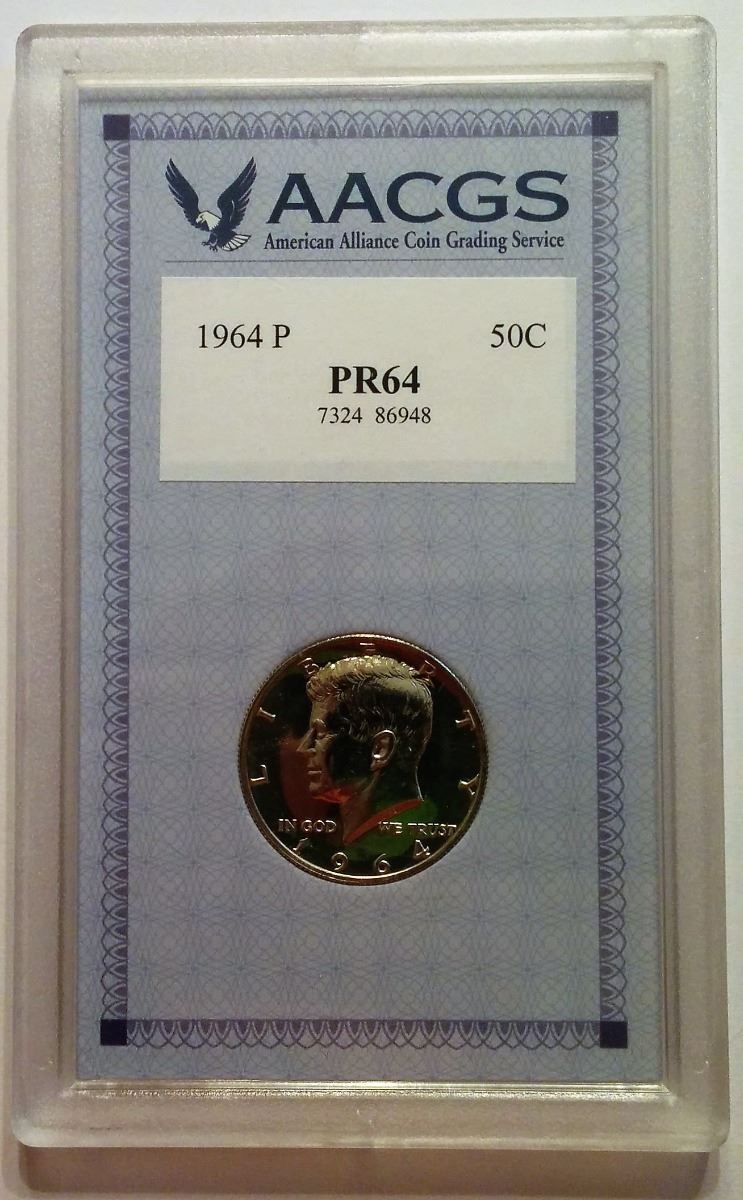 AACGS
American Alliance Coin Grading Service
1964 P 50C
PR64
7324 86948
LIBERTY
IN GOD WE TRUST
1964